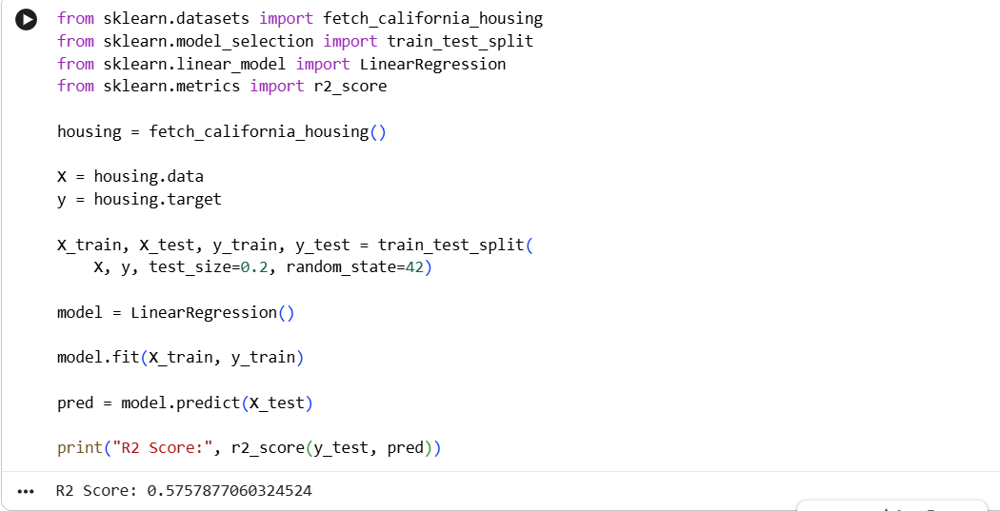 from sklearn.datasets import fetch_california_housing
from sklearn.model_selection import train_test_split
from sklearn.linear_model import LinearRegression
from sklearn.metrics import r2_score
housing = fetch_california_housing()
X = housing.data
y = housing.target
X_train, X_test, y_train, y_test = train_test_split(
    X, y, test_size=0.2, random_state=42)
model = LinearRegression()
model.fit(X_train, y_train)
pred = model.predict(X_test)
print("R2 Score:", r2_score(y_test, pred))
R2 Score: 0.5757877060324524